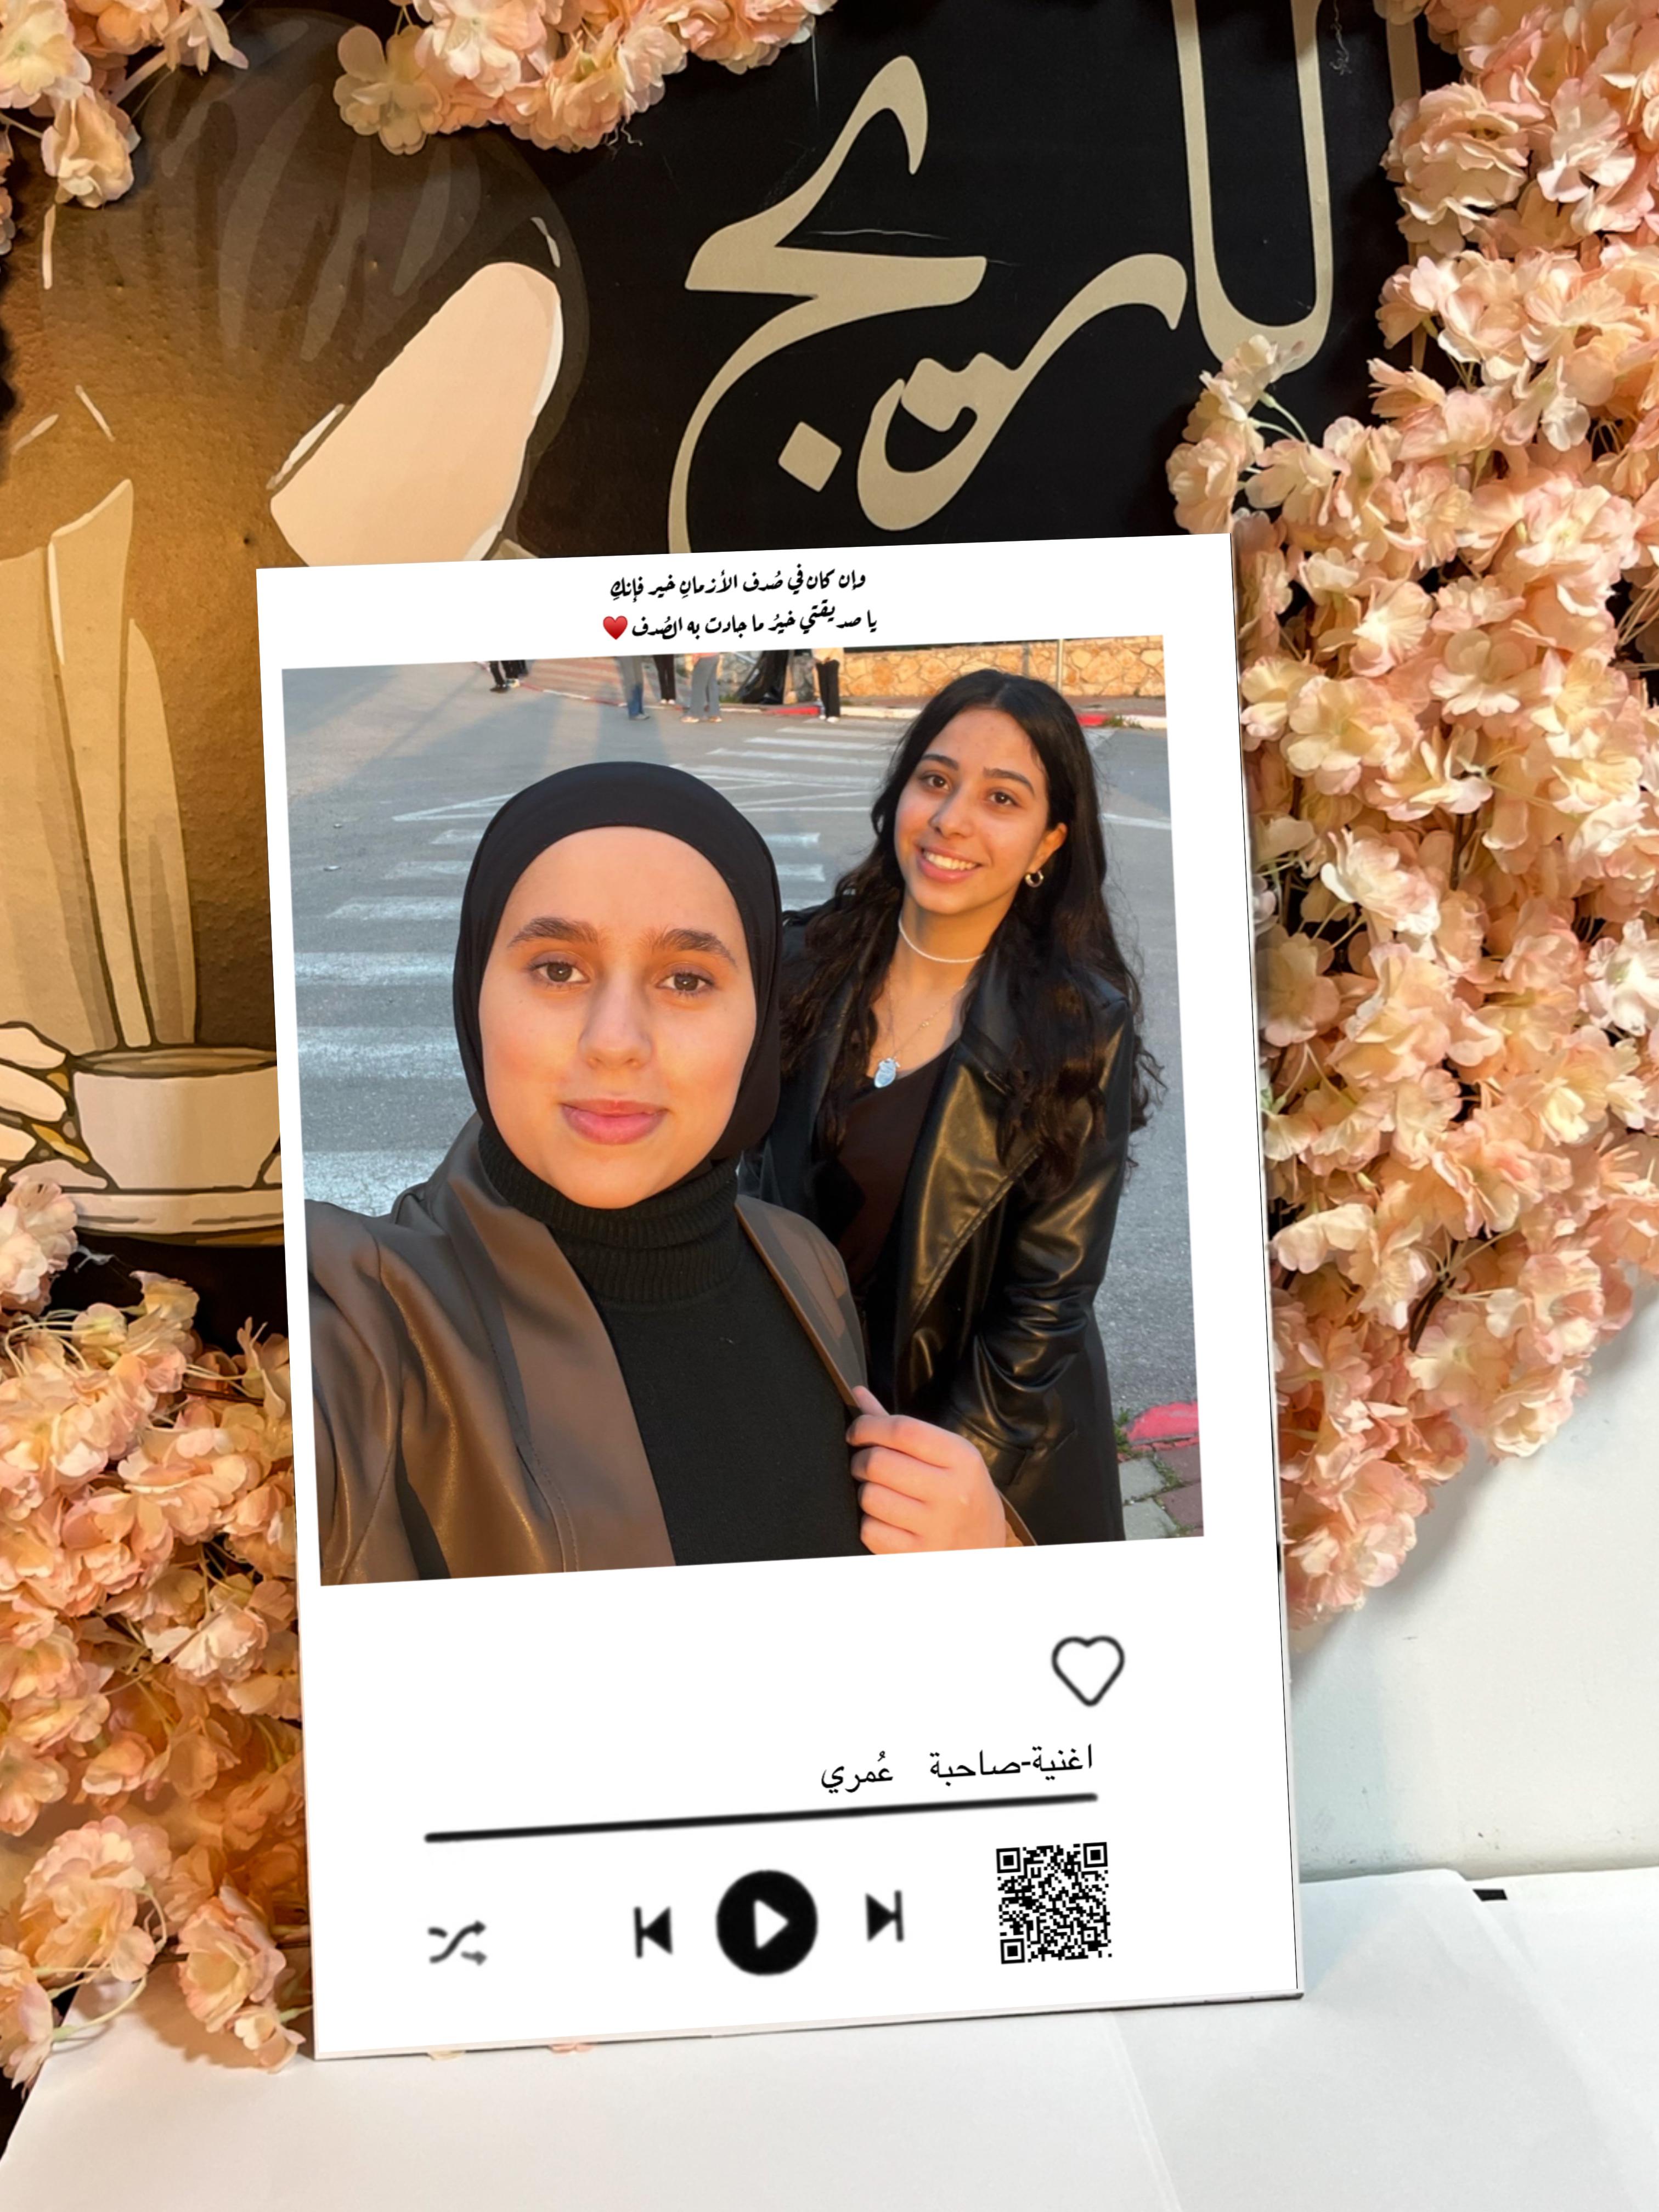 وإن كان في صُدف الأزمانِ خير فإنكِ
يا صديقتي خيرُ ما جادت به الصُدف ♥️
اغنية-صاحبة عُمري